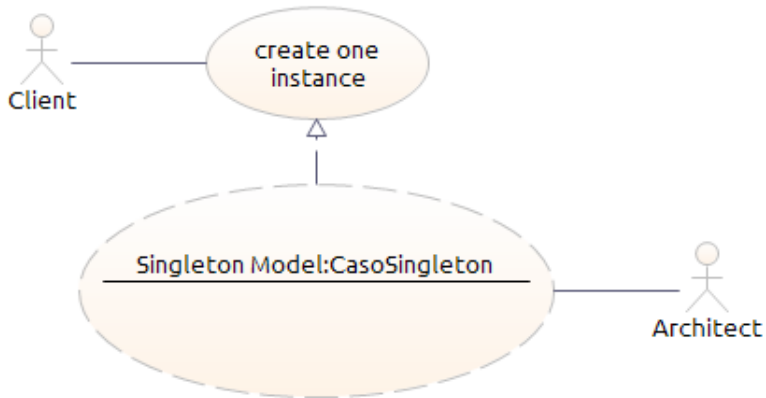 create one
instance
Client
Singleton Model:CasoSingleton
Architect